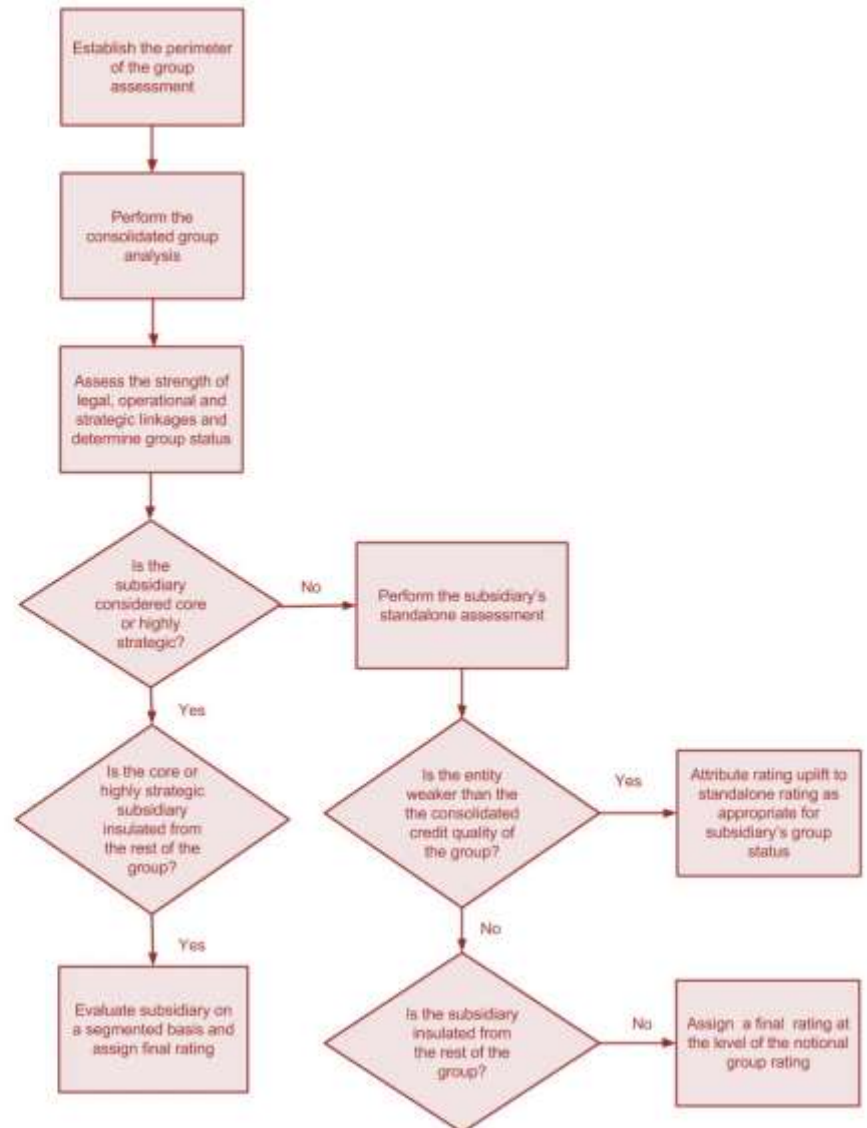 Establish the perimeter
of the group
assessment
Perform the
consolidated group
analysis
Assess the strength of
legal, operational and
strategic linkages and
determine group status
Is the
subsidiary
considered core
or highly
strategic?
No
Perform the subsidiary's
standalone assessment
Yes
Is the core or
highly strategic
subsidiary
insulated from
the rest of the
group?
Is the entity
weaker than the
the consolidated
credit quality of
the group?
Yes
Attribute rating uplift to
standalone rating as
appropriate for
subsidiary's group
status
Yes
No
Evaluate subsidiary on
a segmented basis and
assign final rating
Is the subsidiary
insulated from
the rest of the
group?
No
Assign a final rating at
the level of the notional
group rating